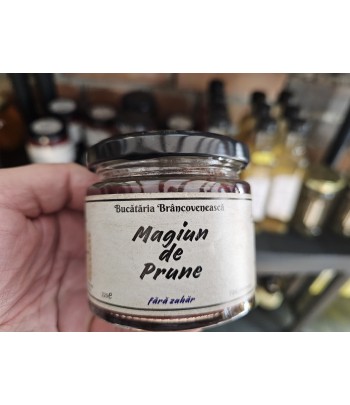 Bucătăria Brâncovenească
Magiun
de
Prune
fără zahăr